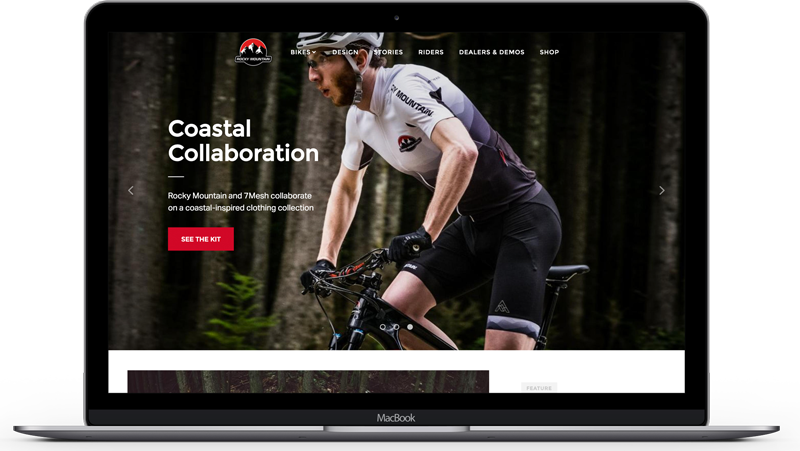 ROCKY MOUNTAIN
BIKES DESIGN STORIES RIDERS DEALERS & DEMOS SHOP
Y MOUNTAIN
Coastal
Collaboration
Rocky Mountain and 7Mesh collaborate
on a coastal-inspired clothing collection
SEE THE KIT
FEATURE
MacBook